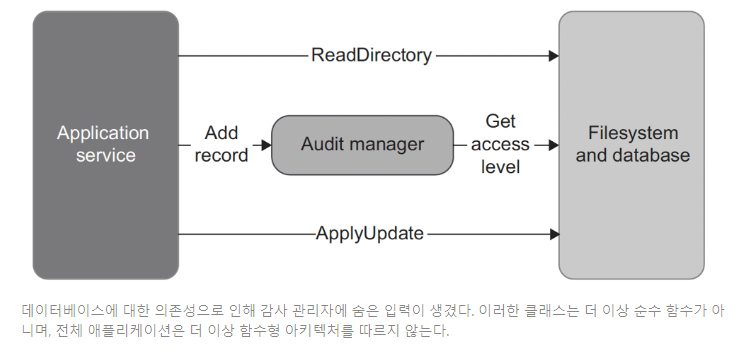 ReadDirectory
Application
service
Add
record
Audit manager
Get
access
level
Filesystem
and database
ApplyUpdate
데이터베이스에 대한 의존성으로 인해 감사 관리자에 숨은 입력이 생겼다. 이러한 클래스는 더 이상 순수 함수가 아
니며, 전체 애플리케이션은 더 이상 함수형 아키텍처를 따르지 않는다.